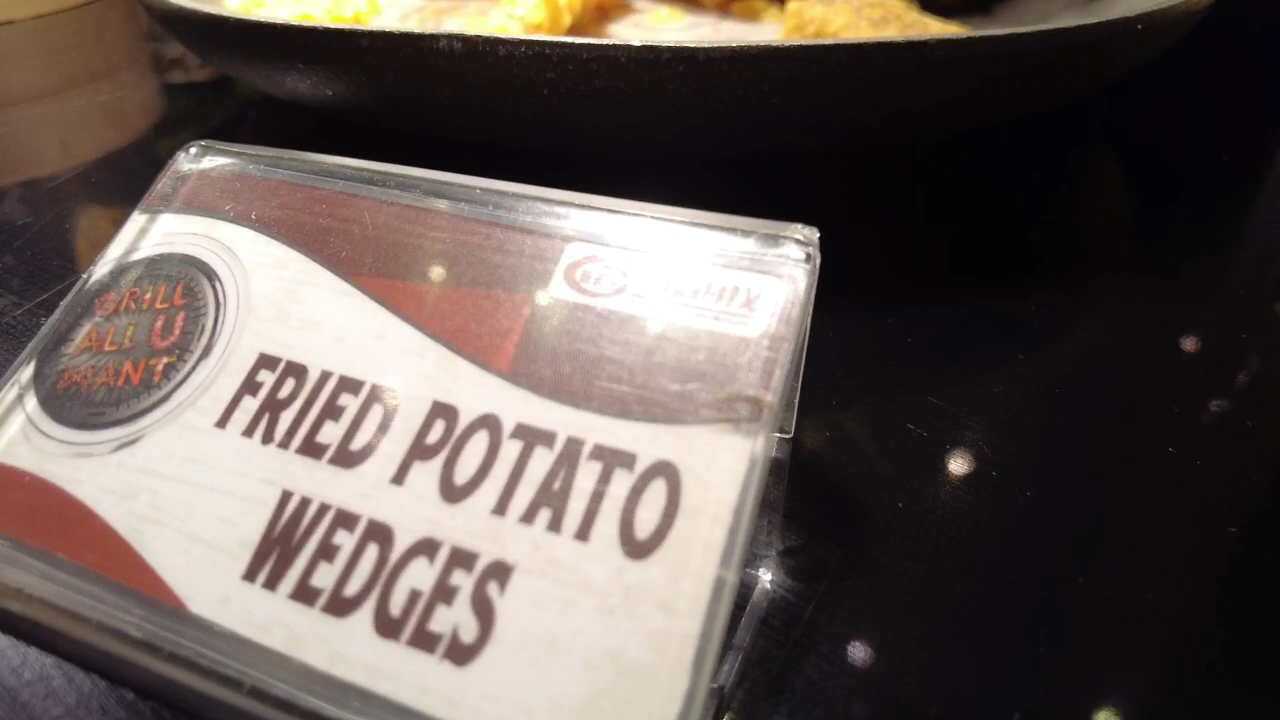 GRILL
ALL U
WANT
FRIED POTATO
WEDGES